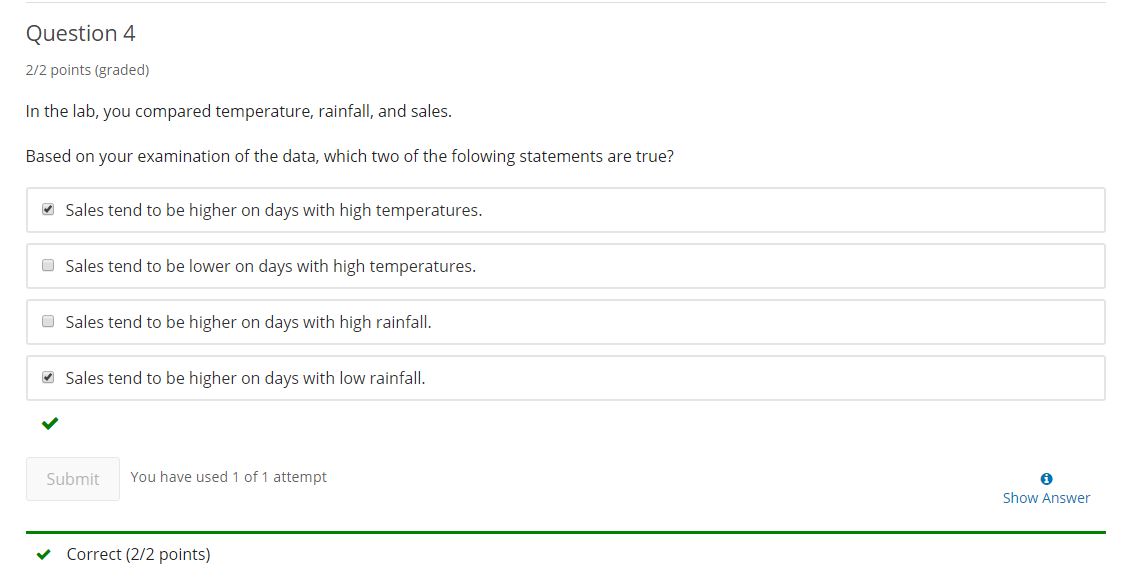 Question 4
2/2 points (graded)
In the lab, you compared temperature, rainfall, and sales.
Based on your examination of the data, which two of the folowing statements are true?
Sales tend to be higher on days with high temperatures.
Sales tend to be lower on days with high temperatures.
Sales tend to be higher on days with high rainfall.
Sales tend to be higher on days with low rainfall.
Submit You have used 1 of 1 attempt
Show Answer
Correct (2/2 points)